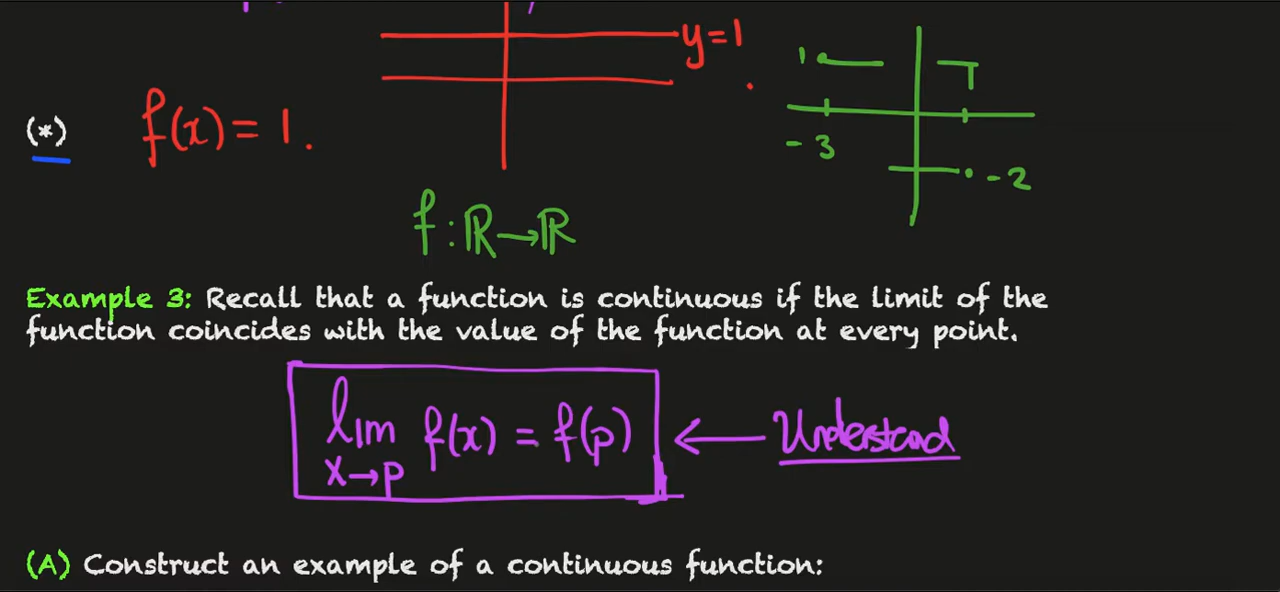 y=1
1
7
(*)
f(x) = 1.
-3
-2
f: ℝ→ℝ
Example 3: Recall that a function is continuous if the limit of the
function coincides with the value of the function at every point.
lim f(x) = f(p) ← Understand
x→p
(A) Construct an example of a continuous function: